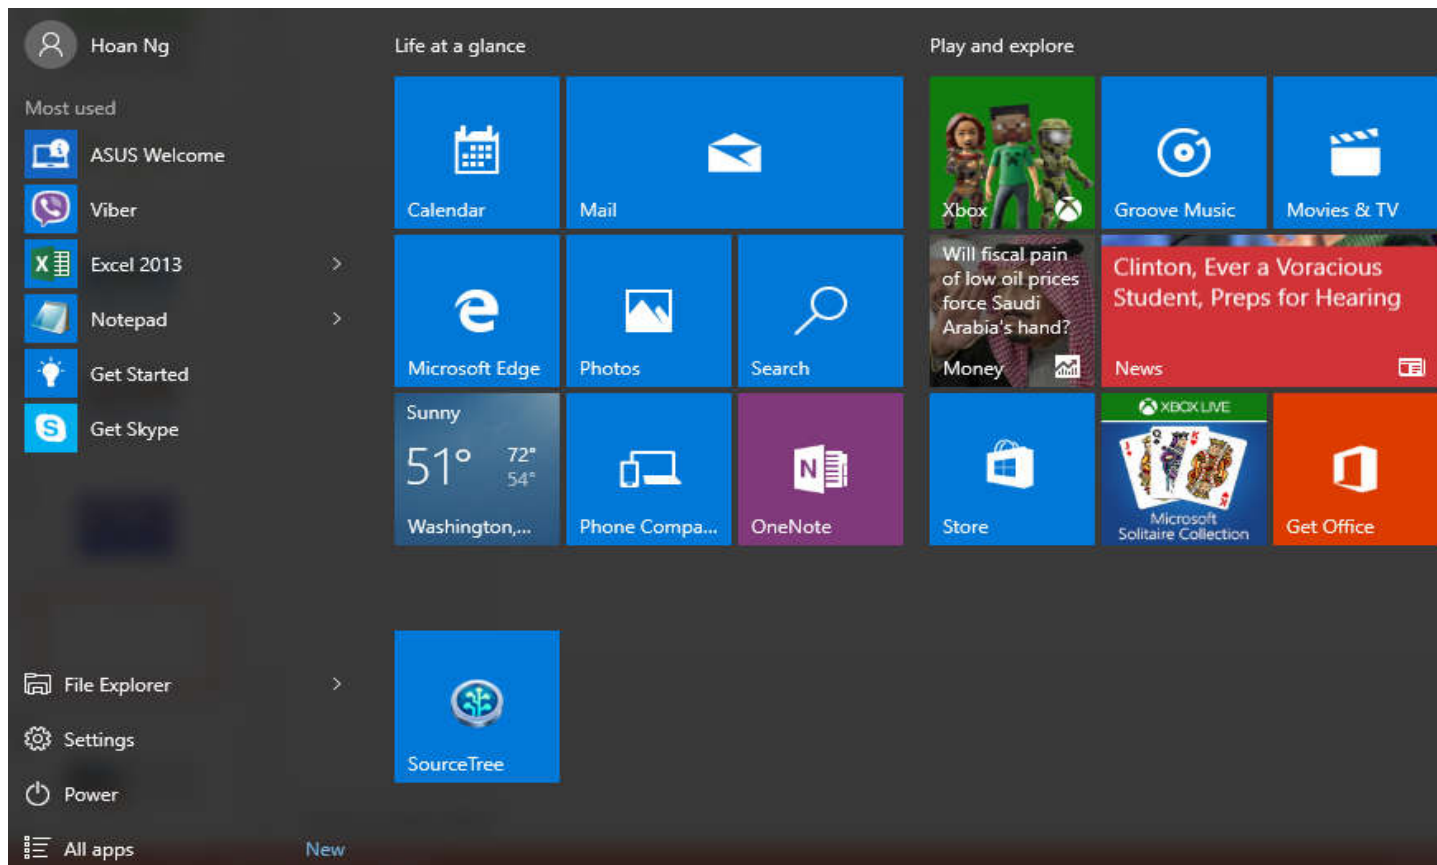 Hoan Ng
Most used
ASUS Welcome
Viber
Excel 2013
Notepad
Get Started
Get Skype
File Explorer
Settings
Power
All apps
New
Life at a glance
Calendar
Mail
Microsoft Edge
Photos
Search
Sunny
51°
72°
54°
Washington,...
Phone Compa...
OneNote
SourceTree
Play and explore
Xbox
Groove Music
Movies & TV
Will fiscal pain
of low oil prices
force Saudi
Arabia's hand?
Money
Clinton, Ever a Voracious
Student, Preps for Hearing
News
Store
XBOX LIVE
Microsoft
Solitaire Collection
Get Office